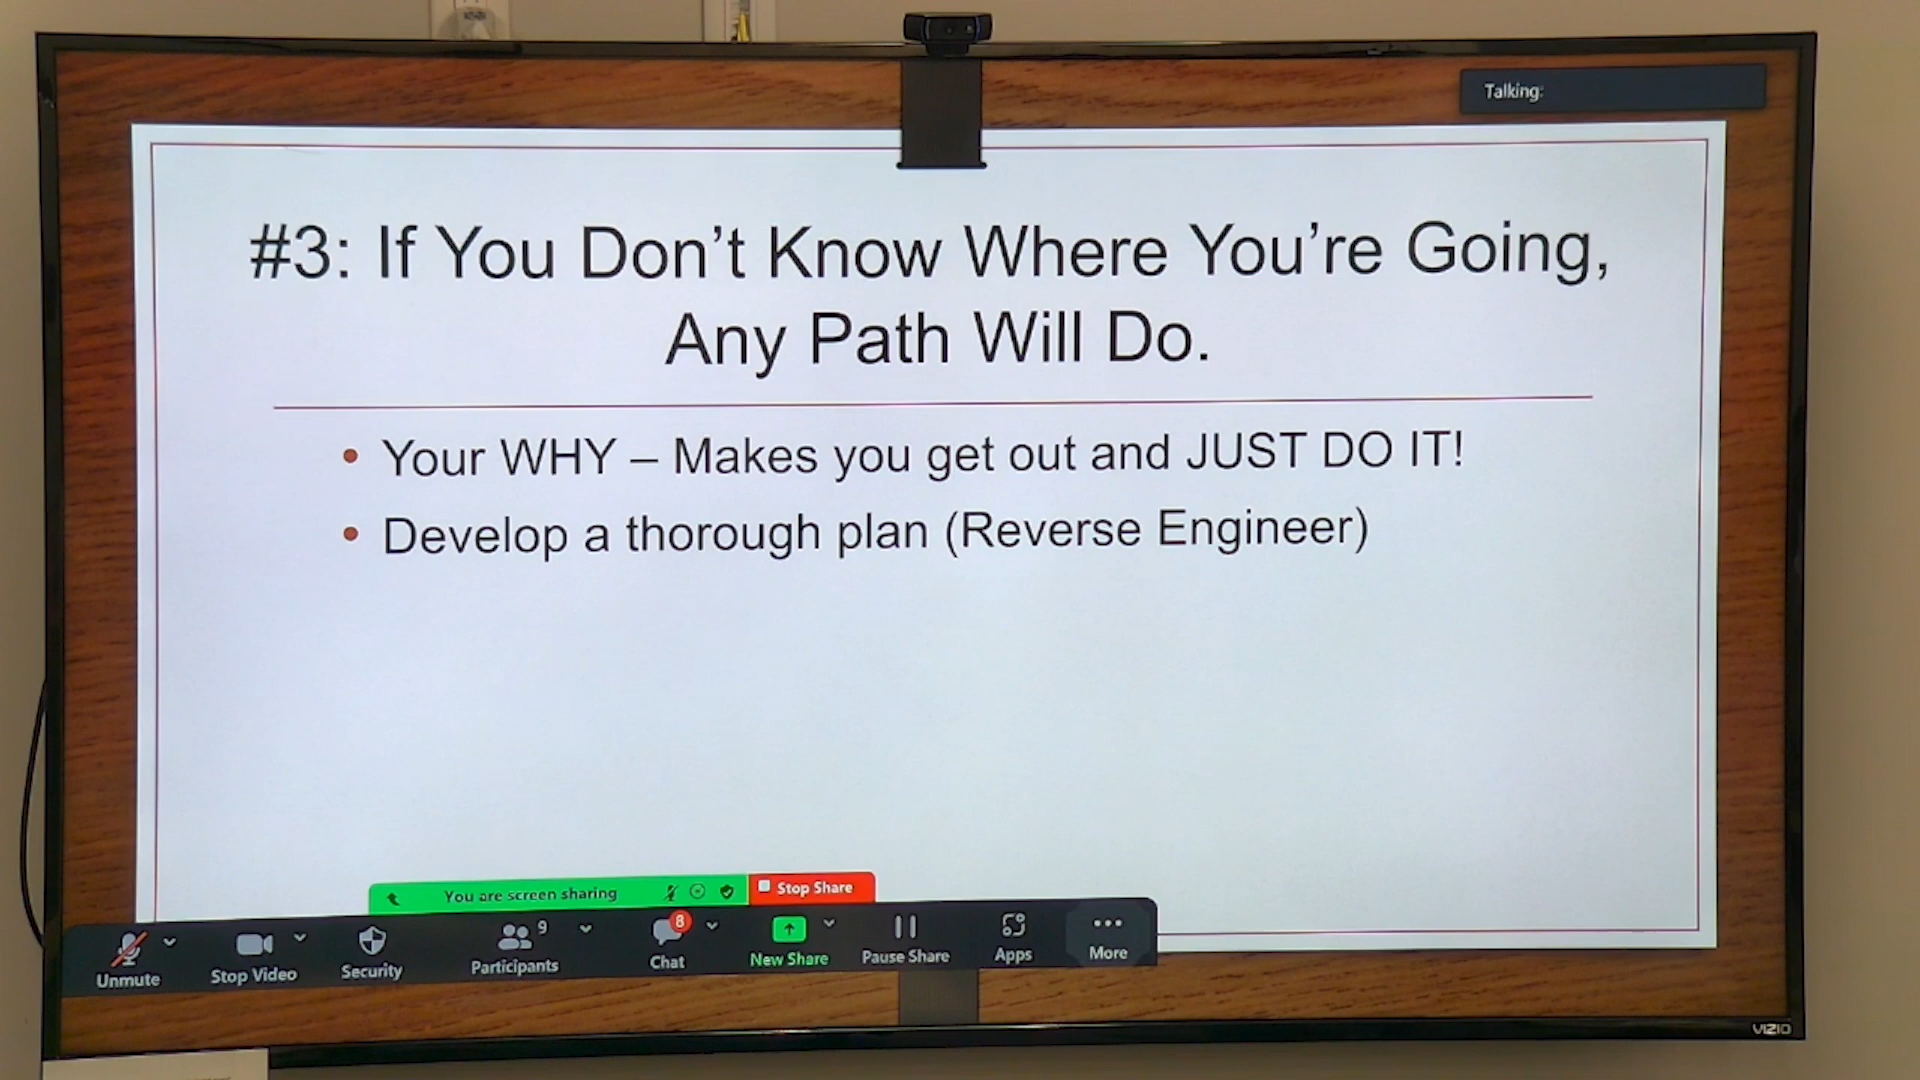 Talking:
#3: If You Don't Know Where You're Going,
Any Path Will Do.
• Your WHY – Makes you get out and JUST DO IT!
• Develop a thorough plan (Reverse Engineer)
You are screen sharing
Stop Share
Unmute
Stop Video
Security
9
Participants
8
Chat
New Share
Pause Share
Apps
More
VIZIO